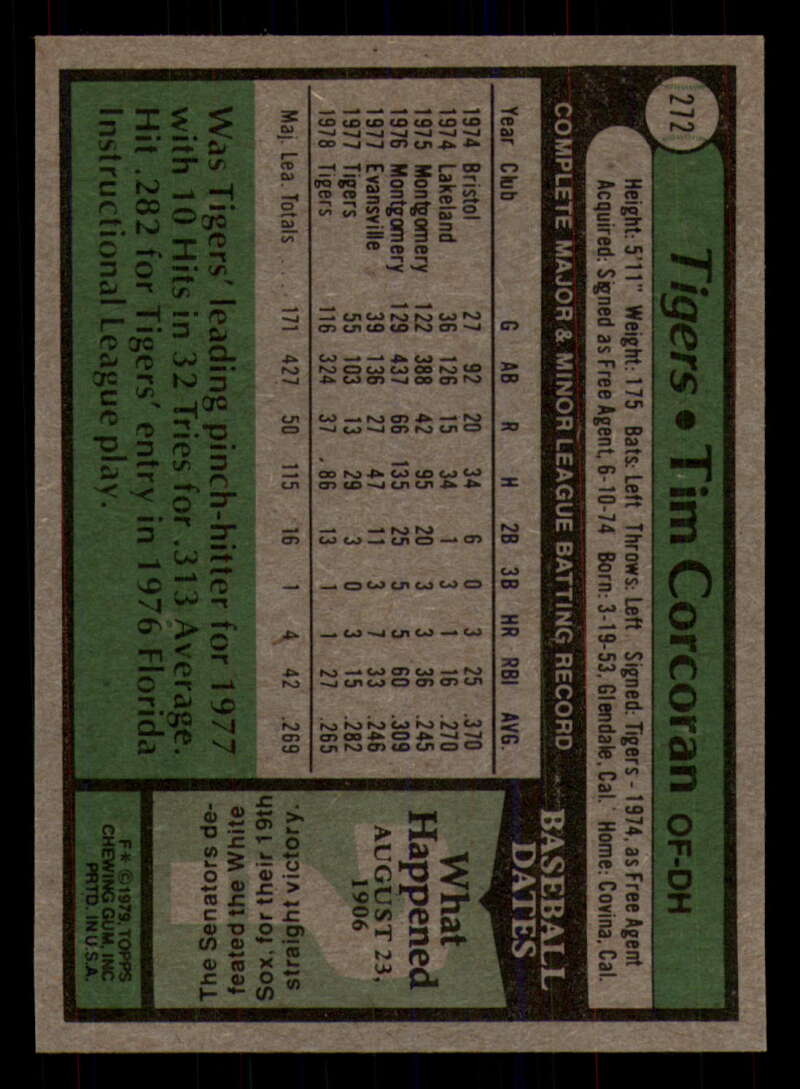 272
Tigers • Tim Corcoran OF-DH
Height: 5'11" Weight: 175 Bats: Left Throws: Left Signed: Tigers - 1974, as Free Agent
Acquired: Signed as Free Agent, 6-10-74 Born: 3-19-53, Glendale, Cal. Home: Covina, Cal.
COMPLETE MAJOR & MINOR LEAGUE BATTING RECORD
Year Club G AB R H 2B 3B HR RBI AVG.
1974 Bristol 27 92 20 34 6 0 3 25 .370
1974 Lakeland 36 126 15 34 1 3 1 16 .270
1975 Montgomery 122 388 42 95 20 3 3 36 .245
1976 Montgomery 129 437 66 135 25 5 5 60 .309
1977 Evansville 39 136 27 47 11 3 7 33 .246
1977 Tigers 55 103 13 29 3 0 3 15 .282
1978 Tigers 116 324 37 86 13 1 1 27 .265
Maj. Lea. Totals . . . . 171 427 50 115 16 1 4 42 .269
Was Tigers' leading pinch-hitter for 1977
with 10 Hits in 32 Tries for .313 Average.
Hit .282 for Tigers' entry in 1976 Florida
Instructional League play.
BASEBALL
DATES
What
Happened
AUGUST 23,
1906
The Senators de-
feated the White
Sox, for their 19th
straight victory.
F* © 1979, TOPPS
CHEWING GUM, INC
PRTD. IN U.S.A.